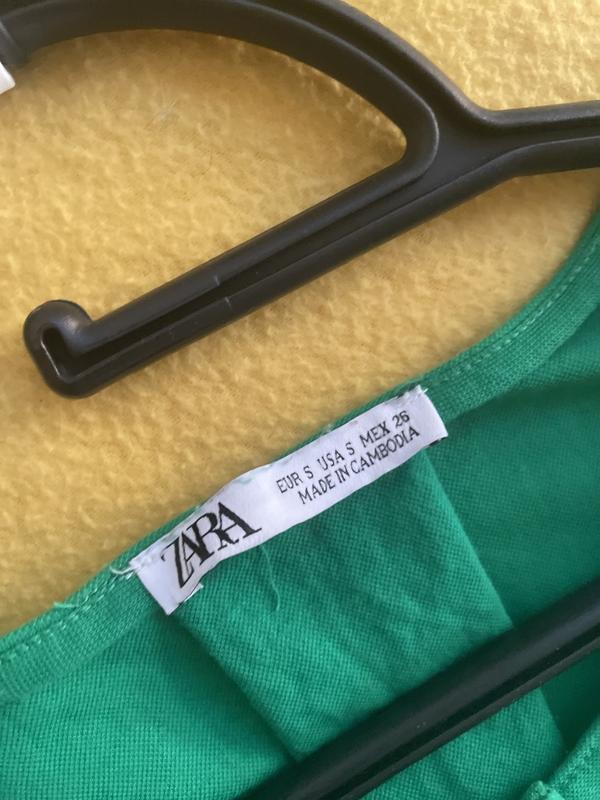 ZARA
EUR S USA S MEX 26
MADE IN CAMBODIA